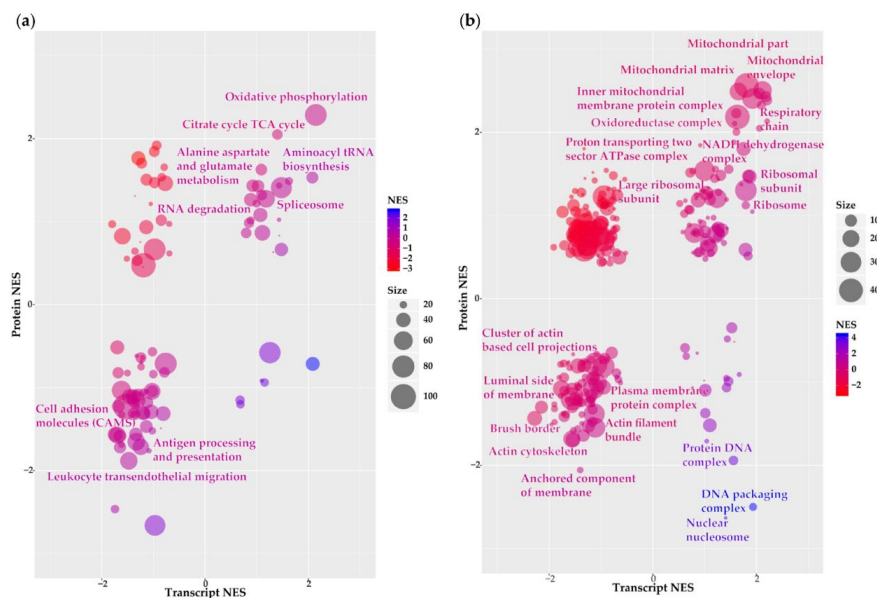 (a)
Oxidative phosphorylation
Citrate cycle TCA cycle
Alanine aspartate
and glutamate
metabolism
Aminoacyl tRNA
biosynthesis
RNA degradation
Spliceosome
Cell adhesion
molecules (CAMS)
Antigen processing
and presentation
Leukocyte transendothelial migration
2
0
−2
Protein NES
−2
0
2
Transcript NES
NES
2
1
0
−1
−2
−3
Size
20
40
60
80
100
(b)
Mitochondrial part
Mitochondrial
envelope
Mitochondrial matrix
Inner mitochondrial
membrane protein complex
Oxidoreductase complex
Respiratory
chain
Proton transporting two
sector ATPase complex
NADH dehydrogenase
complex
Large ribosomal
subunit
Ribosomal
subunit
Ribosome
Cluster of actin
based cell projections
Luminal side
of membrane
Plasma membrane
protein complex
Brush border
Actin filament
bundle
Actin cytoskeleton
Anchored component
of membrane
Protein DNA
complex
DNA packaging
complex
Nuclear
nucleosome
2
0
−2
Protein NES
−2
0
2
Transcript NES
Size
10
20
30
40
NES
4
2
0
−2